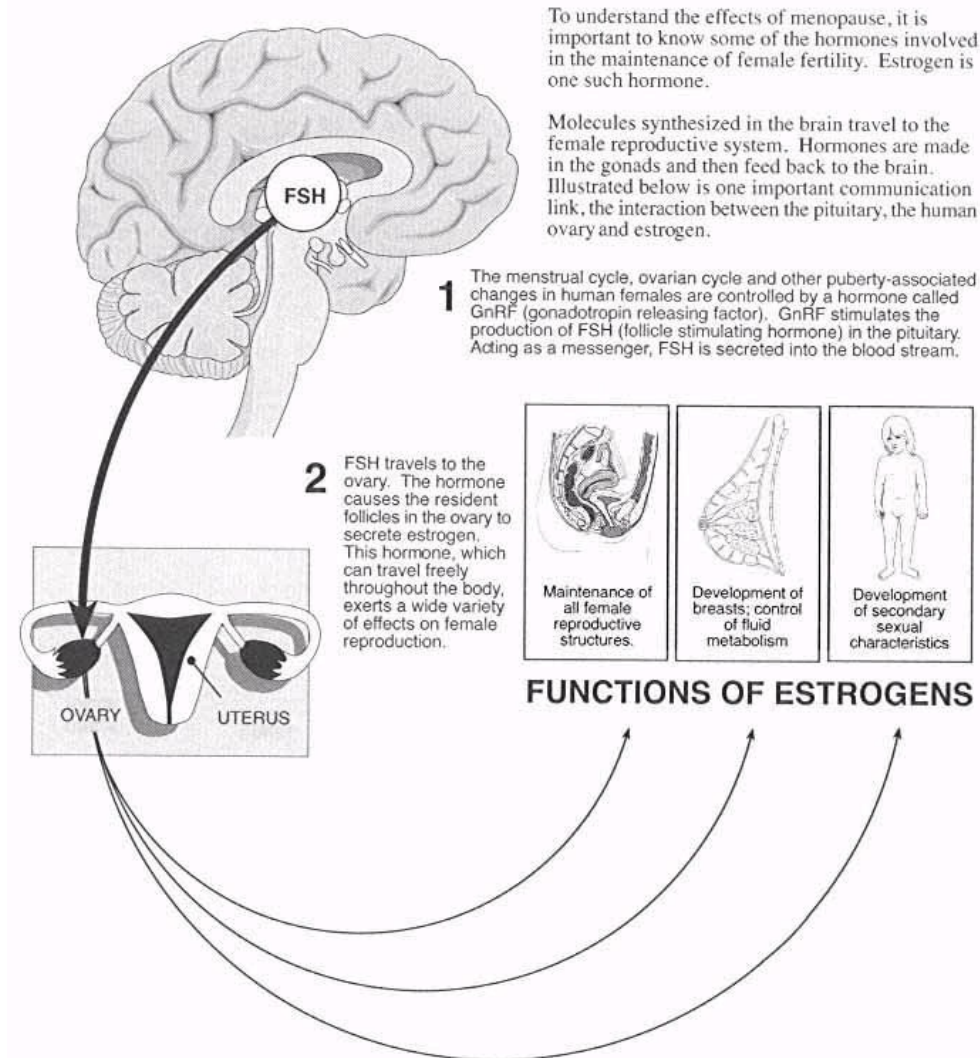 To understand the effects of menopause, it is
important to know some of the hormones involved
in the maintenance of female fertility. Estrogen is
one such hormone.
Molecules synthesized in the brain travel to the
female reproductive system. Hormones are made
in the gonads and then feed back to the brain.
Illustrated below is one important communication
link, the interaction between the pituitary, the human
ovary and estrogen.
FSH
1
The menstrual cycle, ovarian cycle and other puberty-associated
changes in human females are controlled by a hormone called
GnRF (gonadotropin releasing factor). GnRF stimulates the
production of FSH (follicle stimulating hormone) in the pituitary.
Acting as a messenger, FSH is secreted into the blood stream.
2
FSH travels to the
ovary. The hormone
causes the resident
follicles in the ovary to
secrete estrogen.
This hormone, which
can travel freely
throughout the body,
exerts a wide variety
of effects on female
reproduction.
Maintenance of
all female
reproductive
structures.
Development of
breasts; control
of fluid
metabolism
Development
of secondary
sexual
characteristics
FUNCTIONS OF ESTROGENS
OVARY
UTERUS